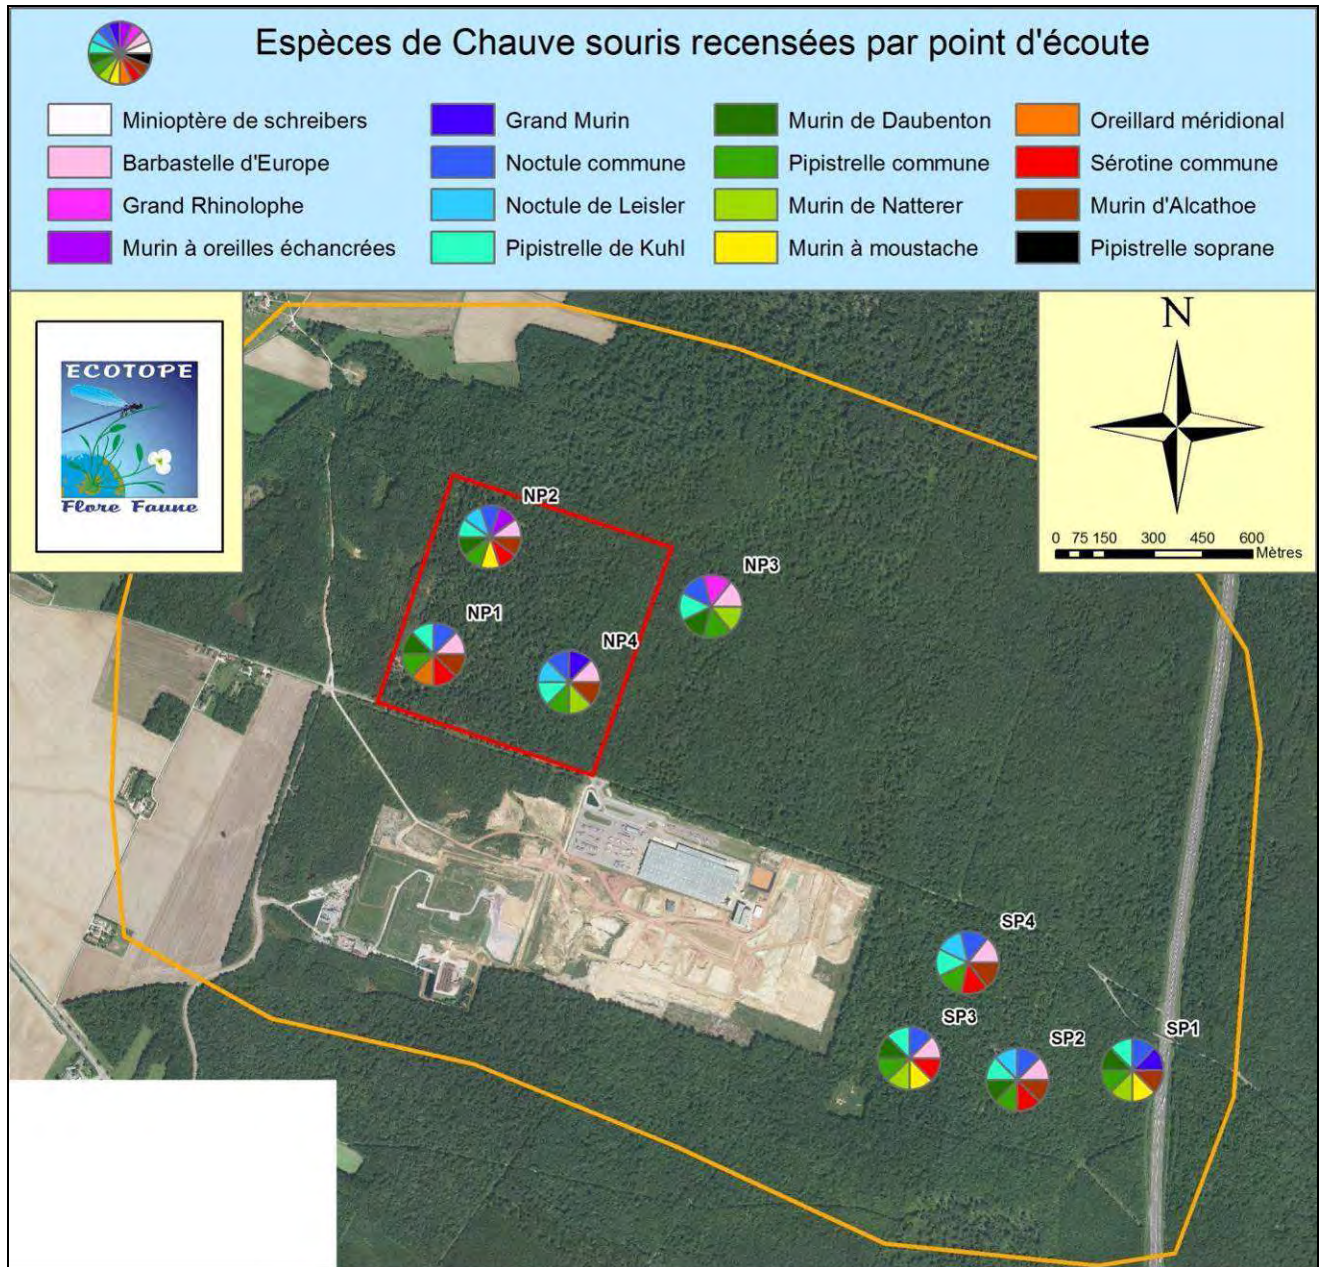 Espèces de Chauve souris recensées par point d'écoute
Minioptère de schreibers
Grand Murin
Murin de Daubenton
Oreillard méridional
Barbastelle d'Europe
Noctule commune
Pipistrelle commune
Sérotine commune
Grand Rhinolophe
Noctule de Leisler
Murin de Natterer
Murin d'Alcathoe
Murin à oreilles échancrées
Pipistrelle de Kuhl
Murin à moustache
Pipistrelle soprane
ECOTOPE
Flore Faune
N
0 75 150 300 450 600
Mètres
NP2
NP3
NP1
NP4
SP4
SP3
SP2
SP1